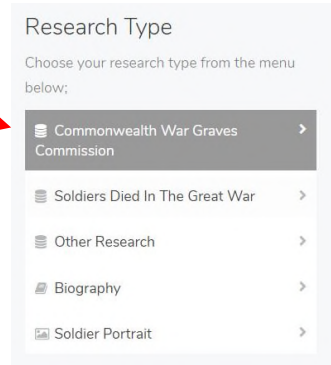 Research Type
Choose your research type from the menu
below;
Commonwealth War Graves
Commission
Soldiers Died In The Great War
Other Research
Biography
Soldier Portrait